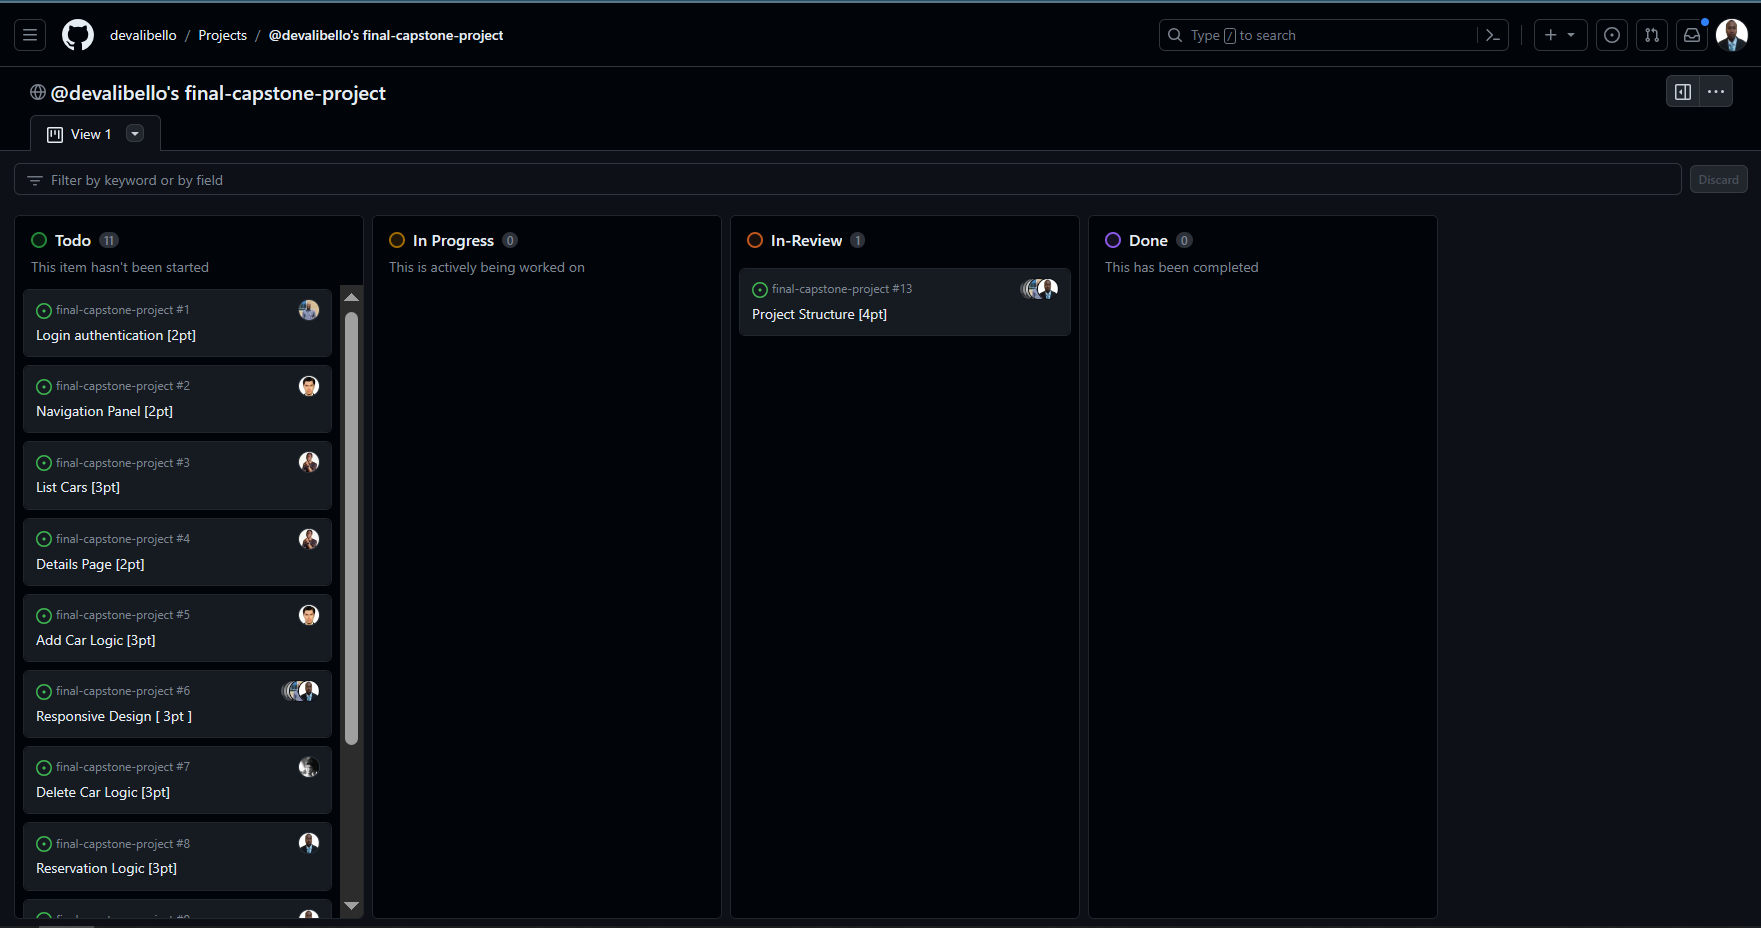 devalibello / Projects / @devalibello's final-capstone-project
Type / to search
@devalibello's final-capstone-project
View 1
Filter by keyword or by field
Discard
Todo 11
This item hasn't been started
final-capstone-project #1
Login authentication [2pt]
final-capstone-project #2
Navigation Panel [2pt]
final-capstone-project #3
List Cars [3pt]
final-capstone-project #4
Details Page [2pt]
final-capstone-project #5
Add Car Logic [3pt]
final-capstone-project #6
Responsive Design [ 3pt ]
final-capstone-project #7
Delete Car Logic [3pt]
final-capstone-project #8
Reservation Logic [3pt]
In Progress 0
This is actively being worked on
In-Review 1
final-capstone-project #13
Project Structure [4pt]
Done 0
This has been completed